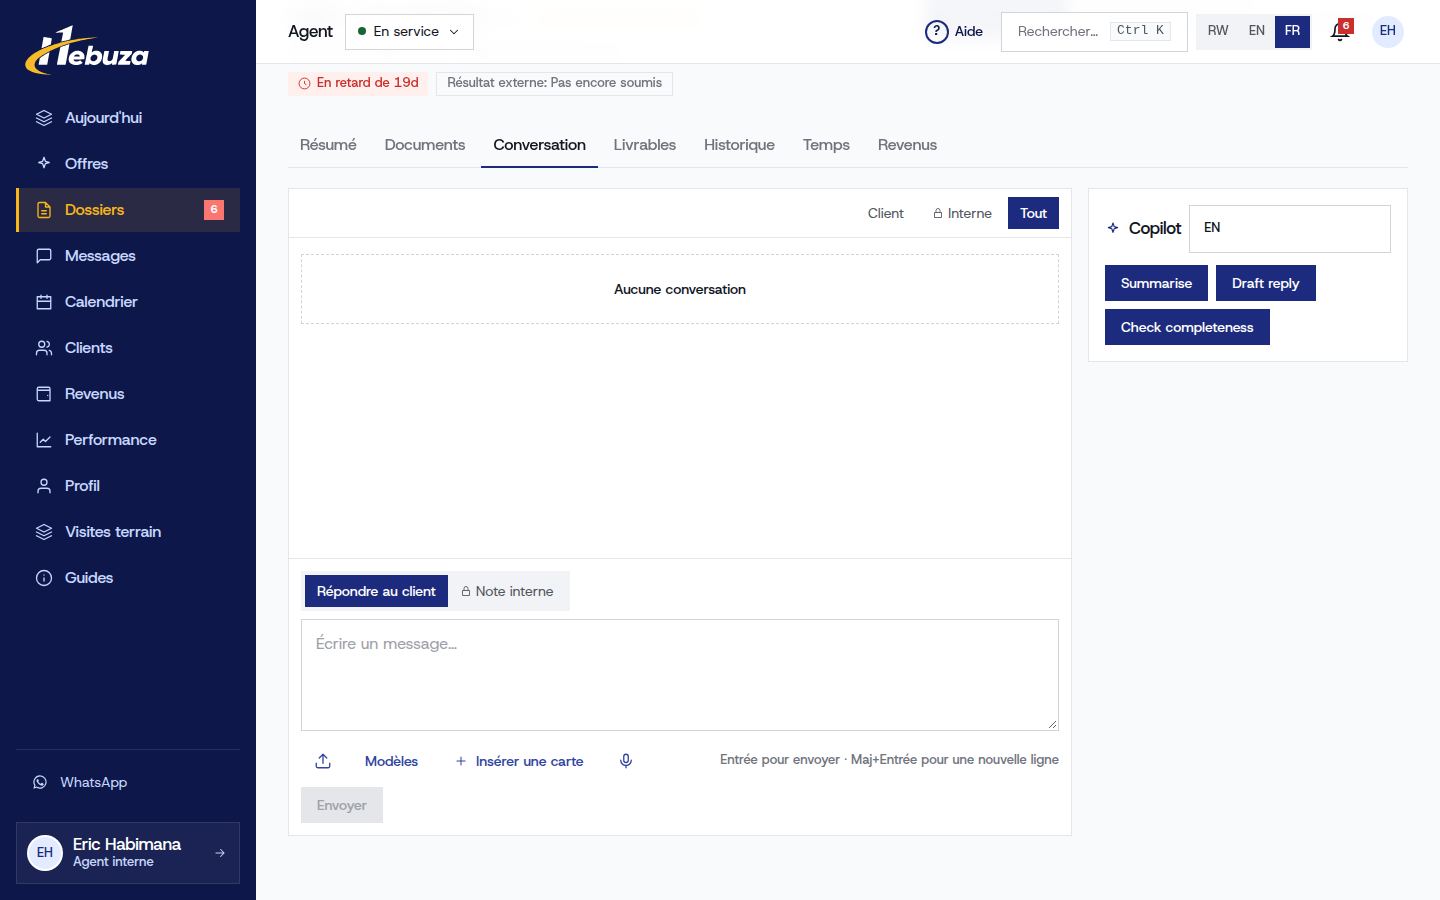 Hebuza
Aujourd'hui
Offres
Dossiers 6
Messages
Calendrier
Clients
Revenus
Performance
Profil
Visites terrain
Guides
WhatsApp
EH Eric Habimana
Agent interne
Agent En service
? Aide Rechercher... Ctrl K RW EN FR 6 EH
En retard de 19d Résultat externe: Pas encore soumis
Résumé Documents Conversation Livrables Historique Temps Revenus
Client Interne Tout
Aucune conversation
Répondre au client Note interne
Écrire un message...
Modèles + Insérer une carte Entrée pour envoyer · Maj+Entrée pour une nouvelle ligne
Envoyer
Copilot EN
Summarise Draft reply
Check completeness